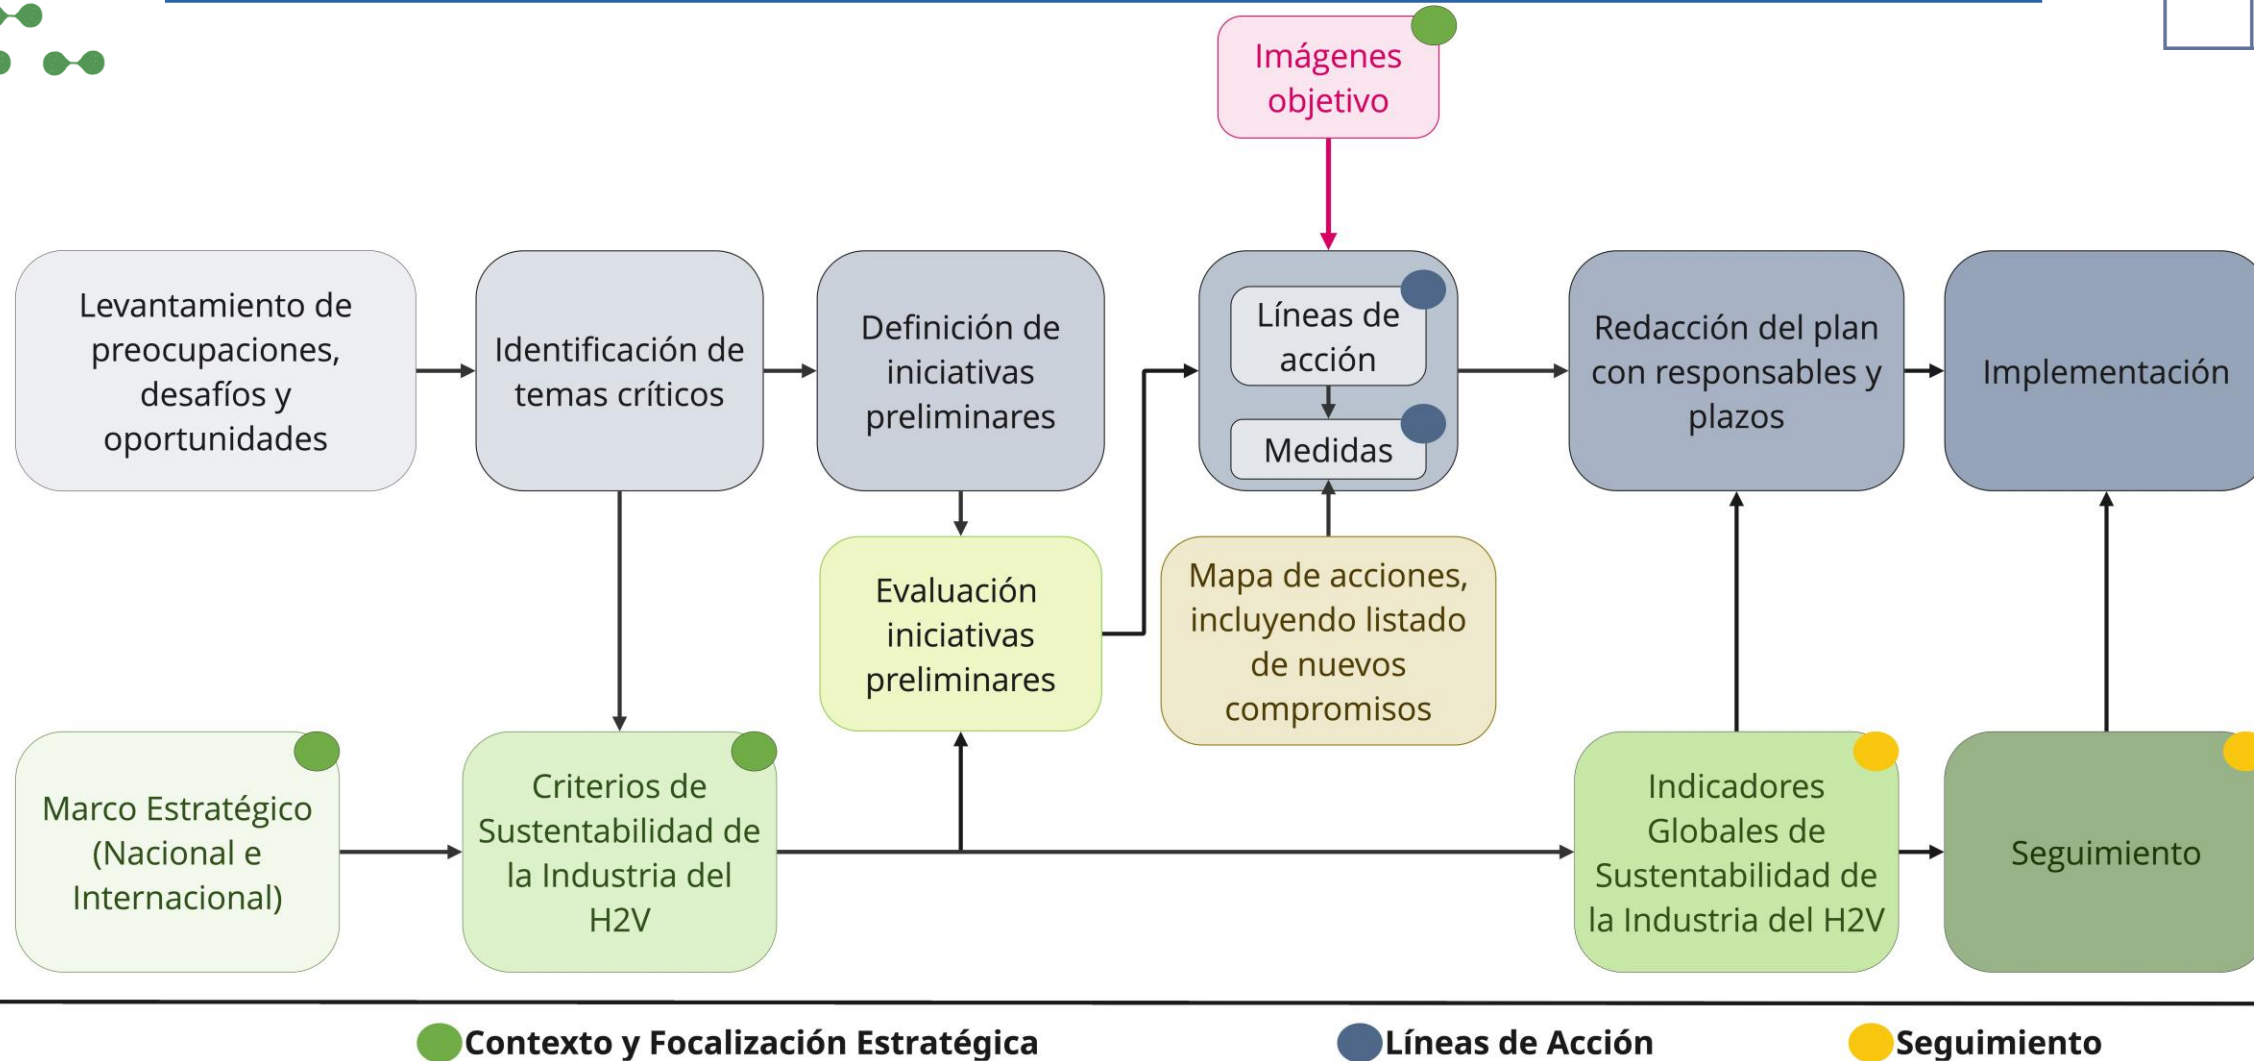 Imágenes
objetivo
Levantamiento de
preocupaciones,
desafíos y
oportunidades
Identificación de
temas críticos
Definición de
iniciativas
preliminares
Líneas de
acción
Medidas
Redacción del plan
con responsables y
plazos
Implementación
Evaluación
iniciativas
preliminares
Mapa de acciones,
incluyendo listado
de nuevos
compromisos
Marco Estratégico
(Nacional e
Internacional)
Criterios de
Sustentabilidad de
la Industria del
H2V
Indicadores
Globales de
Sustentabilidad de
la Industria del H2V
Seguimiento
Contexto y Focalización Estratégica
Líneas de Acción
Seguimiento